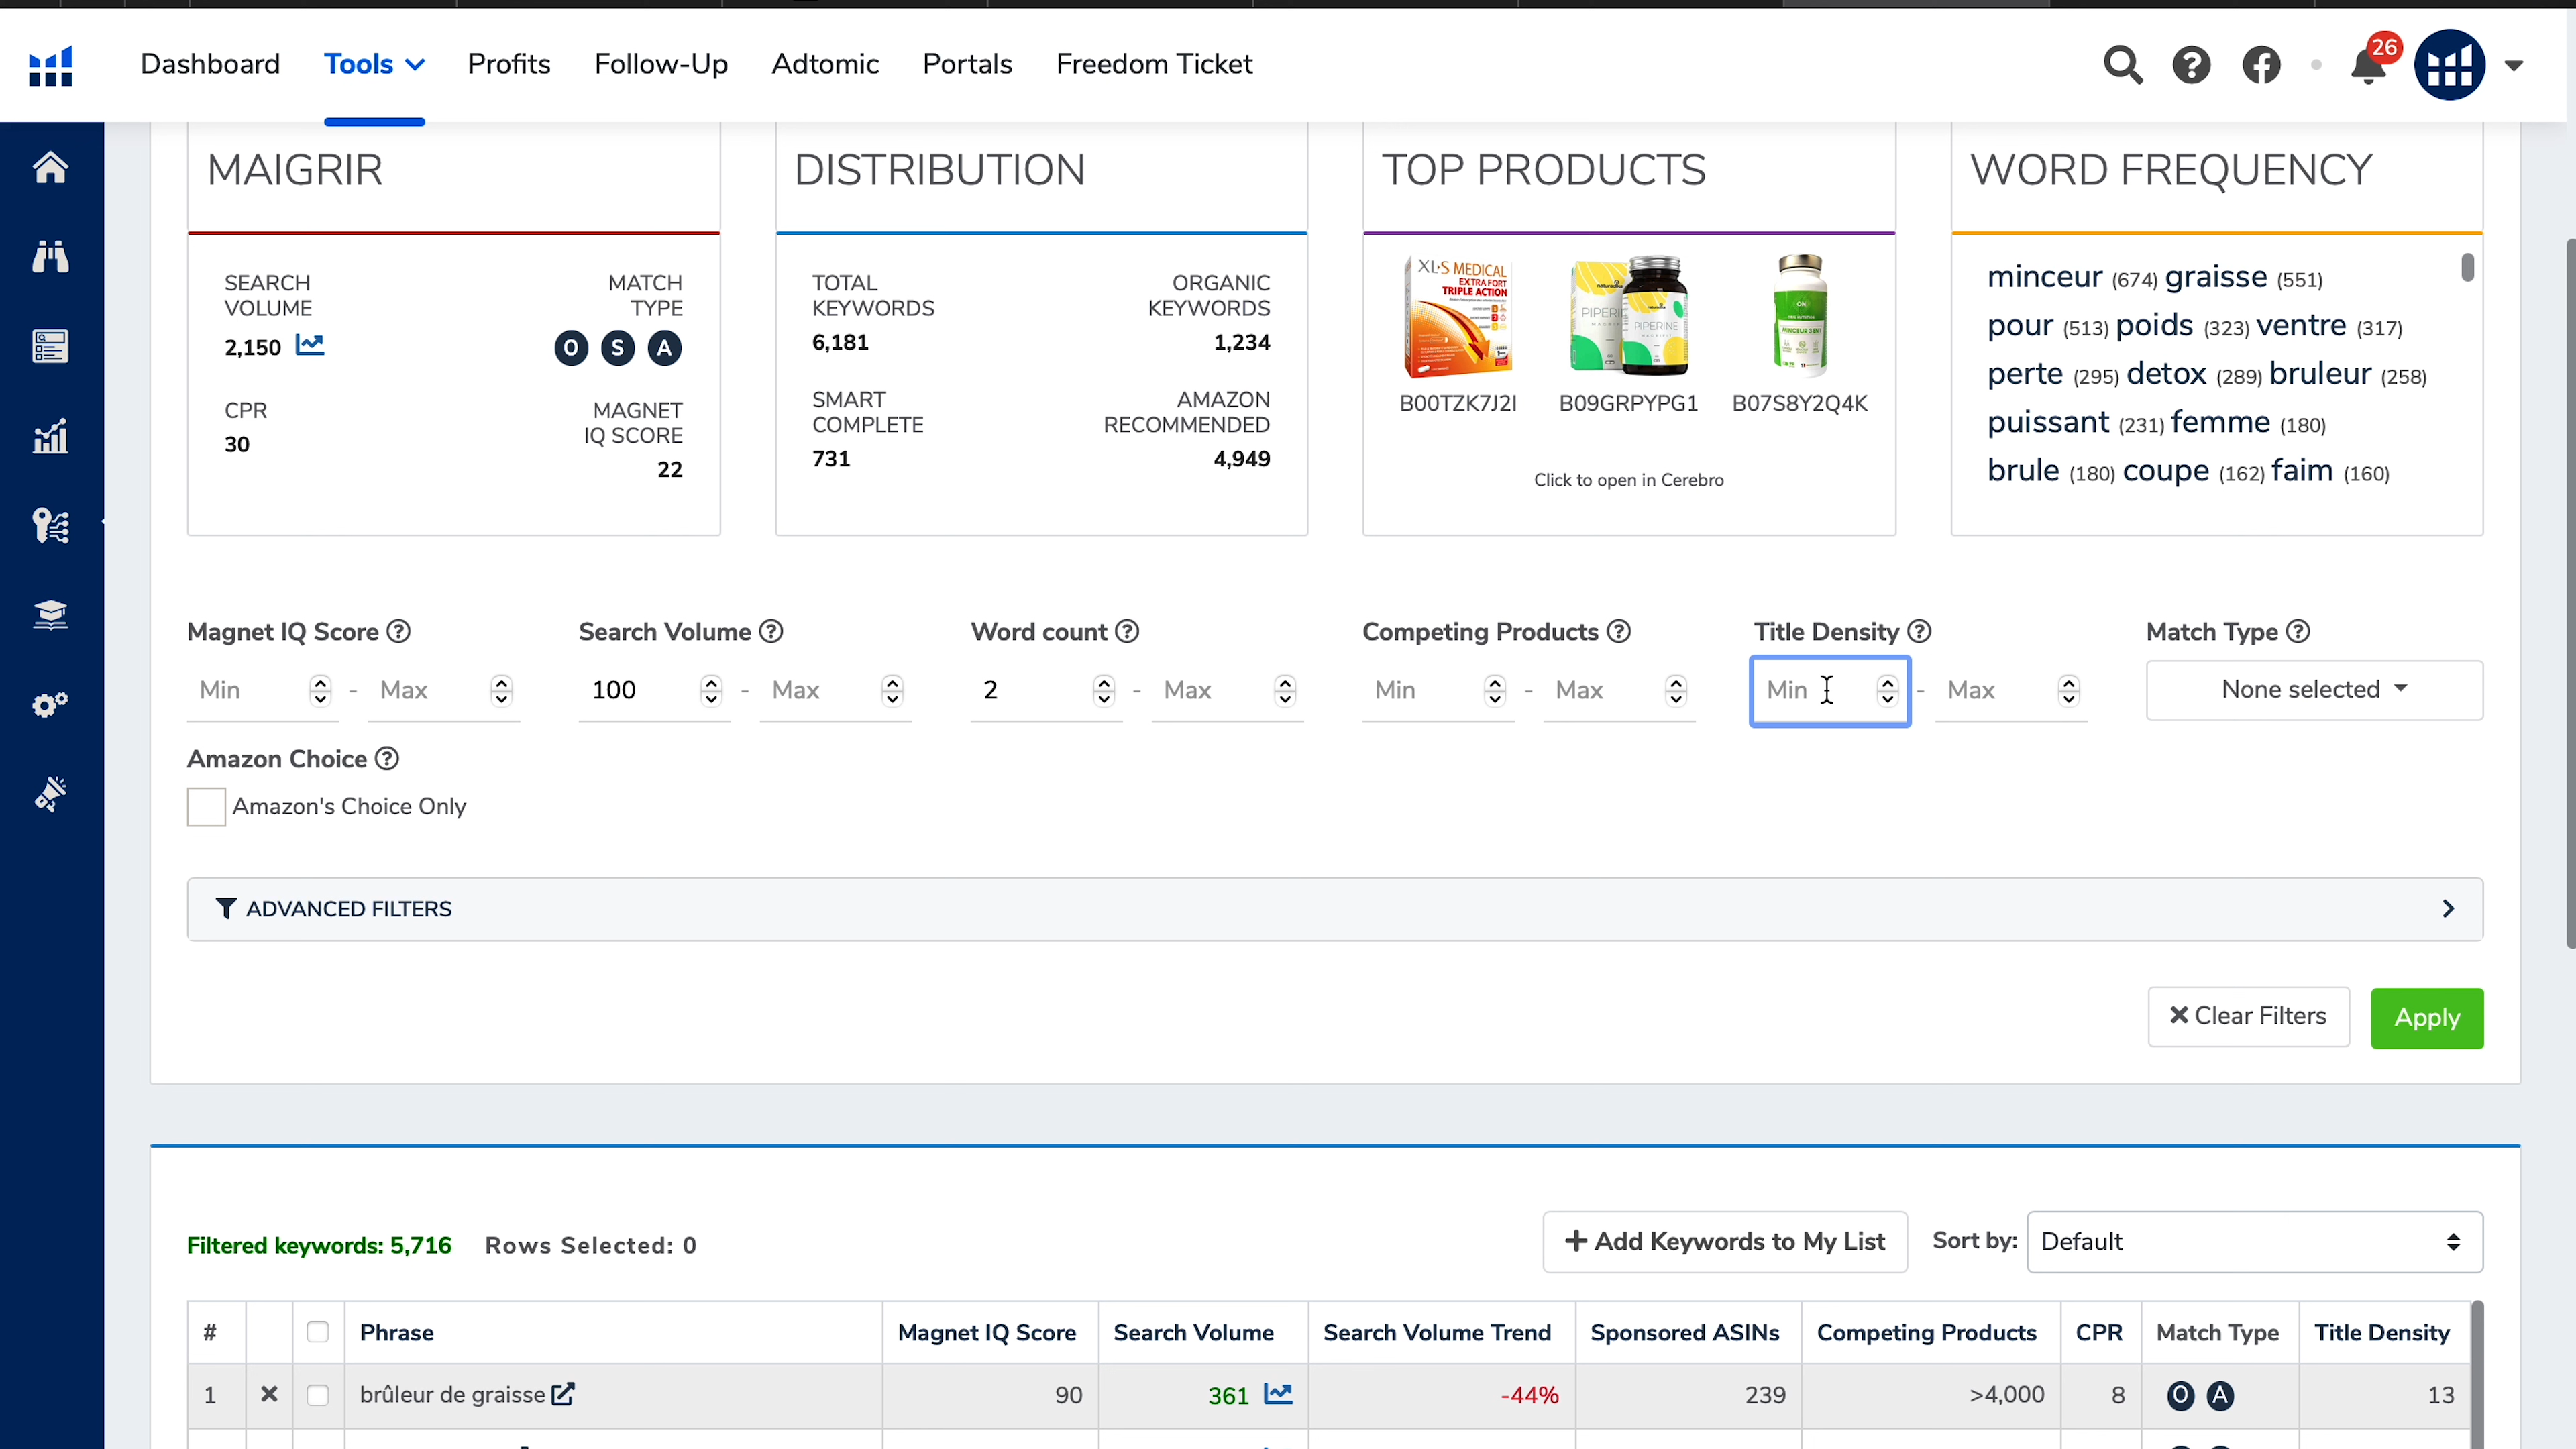 Dashboard Tools Profits Follow-Up Adtomic Portals Freedom Ticket 26
MAIGRIR
SEARCH VOLUME
2,150
MATCH TYPE
O S A
CPR
30
MAGNET IQ SCORE
22
DISTRIBUTION
TOTAL KEYWORDS
6,181
ORGANIC KEYWORDS
1,234
SMART COMPLETE
731
AMAZON RECOMMENDED
4,949
TOP PRODUCTS
XL·S MEDICAL
EXTRA FORT
TRIPLE ACTION
PIPERINE
B00TZK7J2I B09GRPYPG1 B07S8Y2Q4K
Click to open in Cerebro
WORD FREQUENCY
minceur (674) graisse (551)
pour (513) poids (323) ventre (317)
perte (295) detox (289) bruleur (258)
puissant (231) femme (180)
brule (180) coupe (162) faim (160)
Magnet IQ Score Search Volume Word count Competing Products Title Density Match Type
Min - Max 100 - Max 2 - Max Min - Max Min - Max None selected
Amazon Choice
Amazon's Choice Only
ADVANCED FILTERS
Clear Filters Apply
Filtered keywords: 5,716 Rows Selected: 0 + Add Keywords to My List Sort by: Default
# Phrase Magnet IQ Score Search Volume Search Volume Trend Sponsored ASINs Competing Products CPR Match Type Title Density
1 brûleur de graisse 90 361 -44% 239 >4,000 8 O A 13